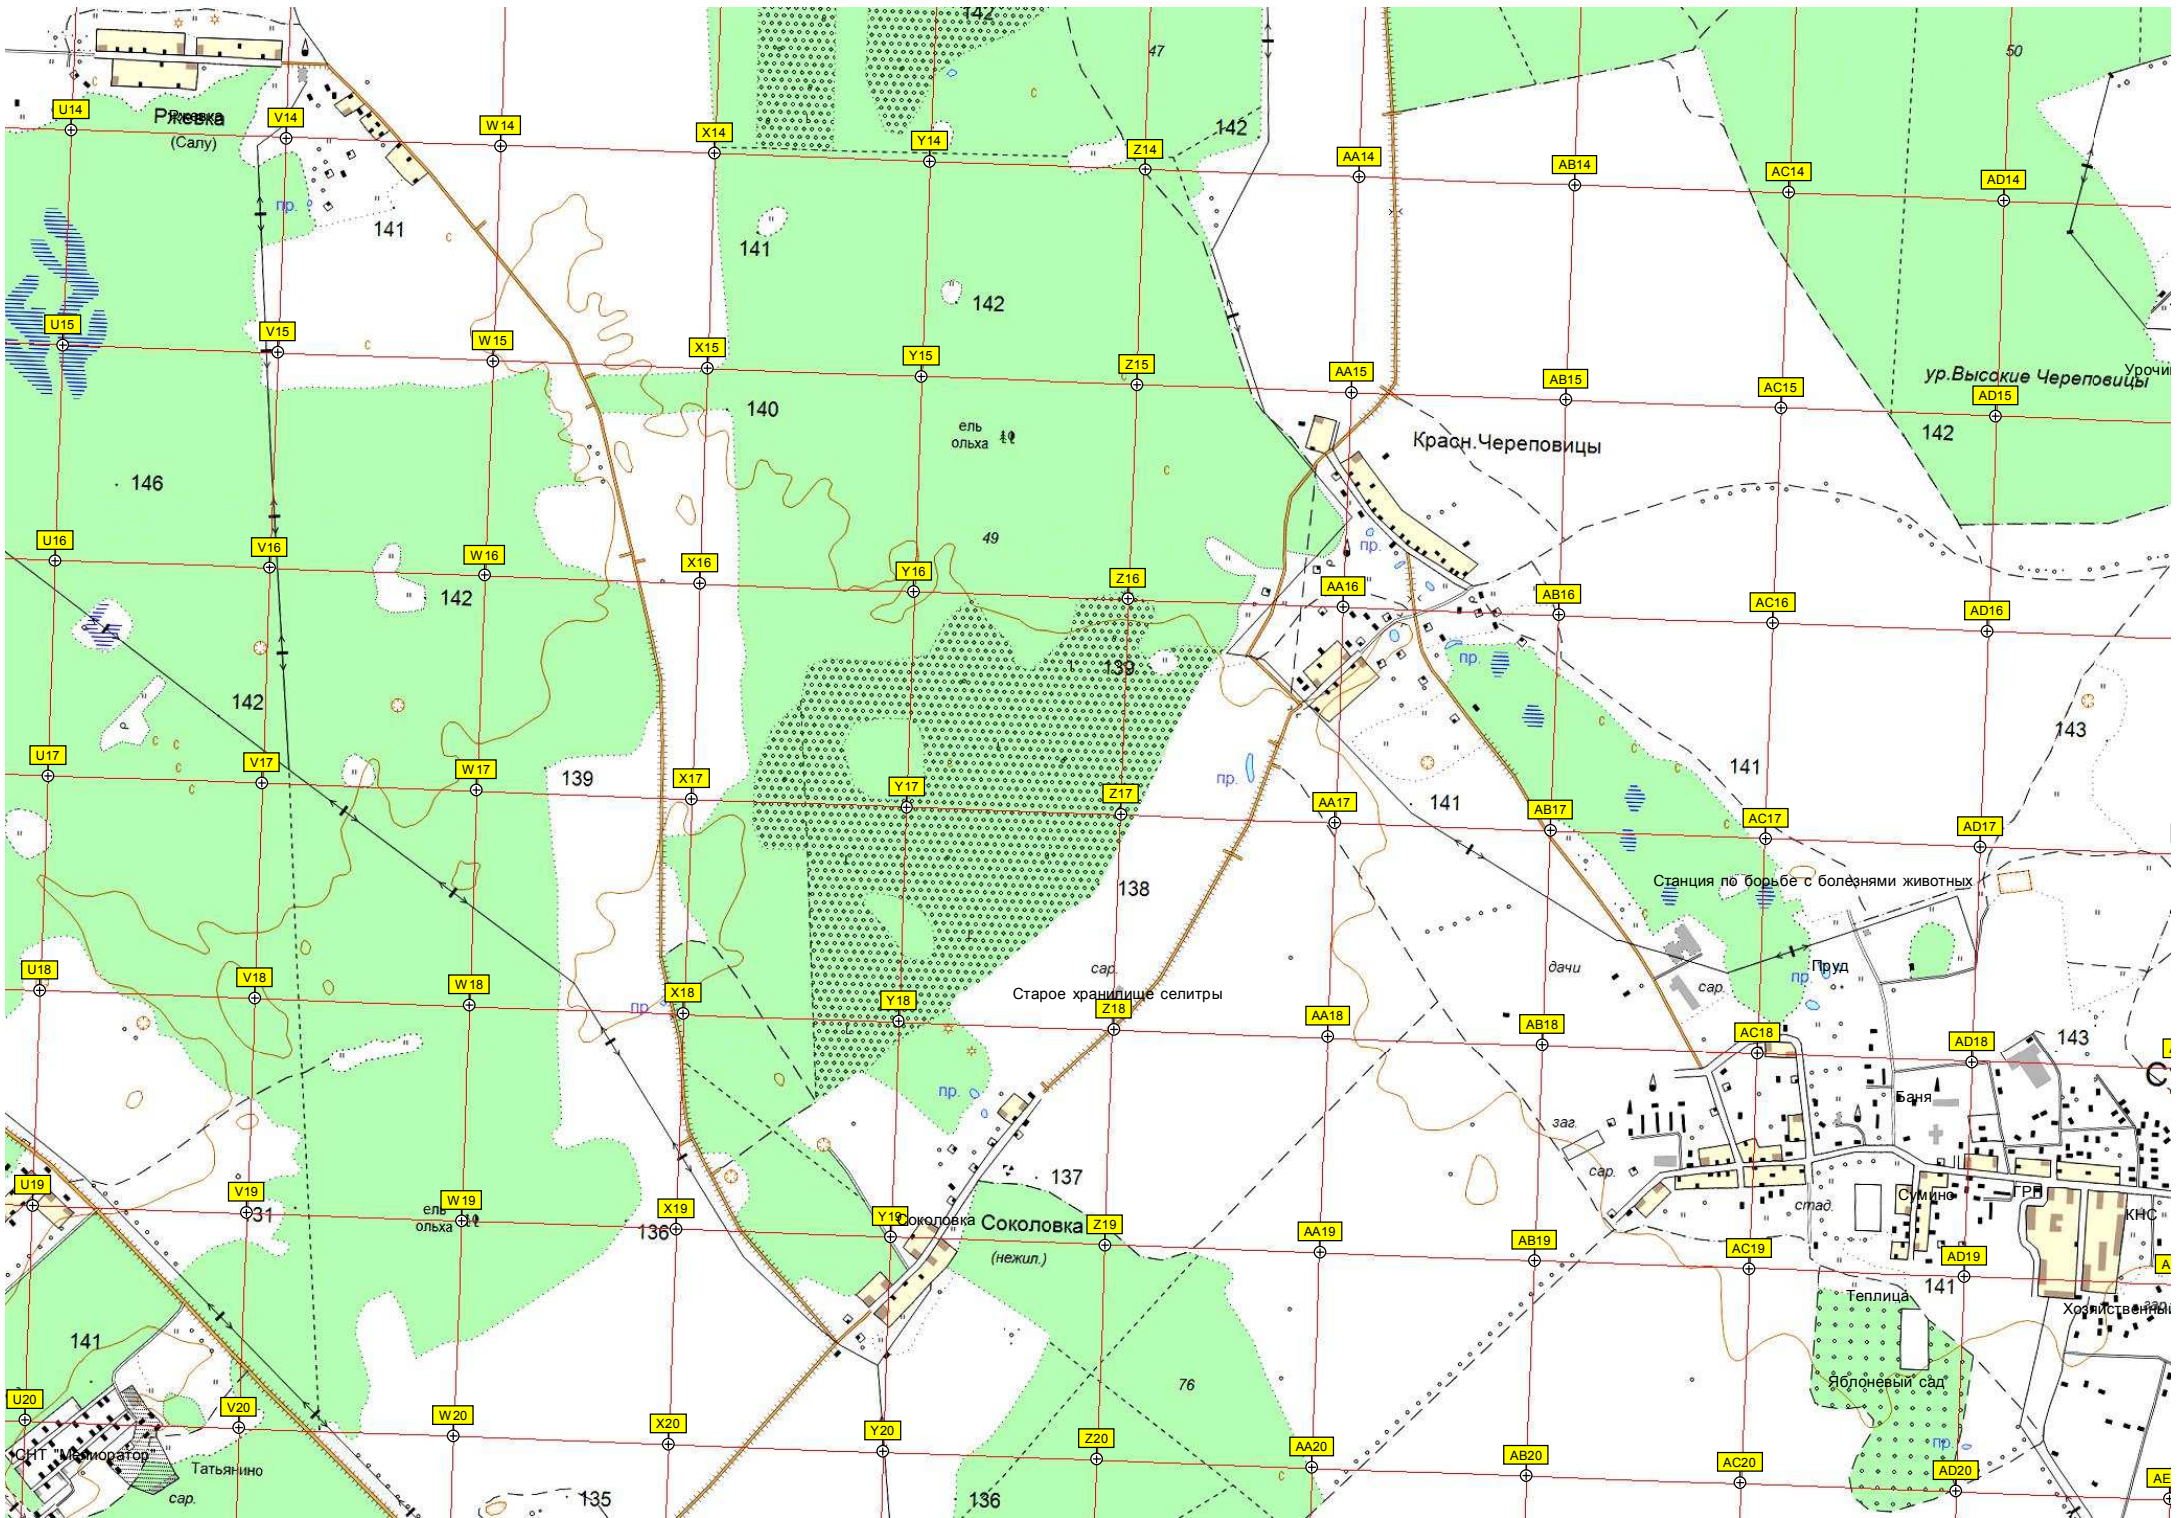 142
47
50
U14
Ржевка
(Салу)
V14
W14
X14
Y14
142
Z14
AA14
AB14
AC14
AD14
с
с
пр.
141
с
141
142
U15
V15
с
W15
X15
Y15
Z15
AA15
AB15
AC15
ур.Высокие Череповицы
AD15
140
ель
ольха
Красн.Череповицы
142
146
с
49
пр.
U16
V16
W16
X16
Y16
Z16
AA16
AB16
AC16
AD16
142
139
пр.
142
с
с
с
с
143
U17
V17
W17
139
X17
Y17
пр.
Z17
AA17
141
AB17
141
AC17
AD17
с
с
138
Станция по борьбе с болезнями животных
с
сар.
дачи
Пруд
пр.
U18
V18
W18
пр.
X18
Y18
Старое хранилище селитры
Z18
AA18
AB18
сар.
AC18
AD18
143
С
пр.
Баня
заг.
сар.
137
U19
V19
31
ель
ольха
W19
136
X19
Y19
Соколовка
Соколовка
(нежил.)
Z19
AA19
AB19
AC19
стад.
Сумино
ГРП
КНС
AD19
141
Теплица
Хозяйственный
141
76
Яблоневый сад
U20
V20
W20
X20
Y20
Z20
AA20
AB20
AC20
пр.
AD20
AE
СНТ "Мелиоратор"
Татьянино
сар.
135
136
с